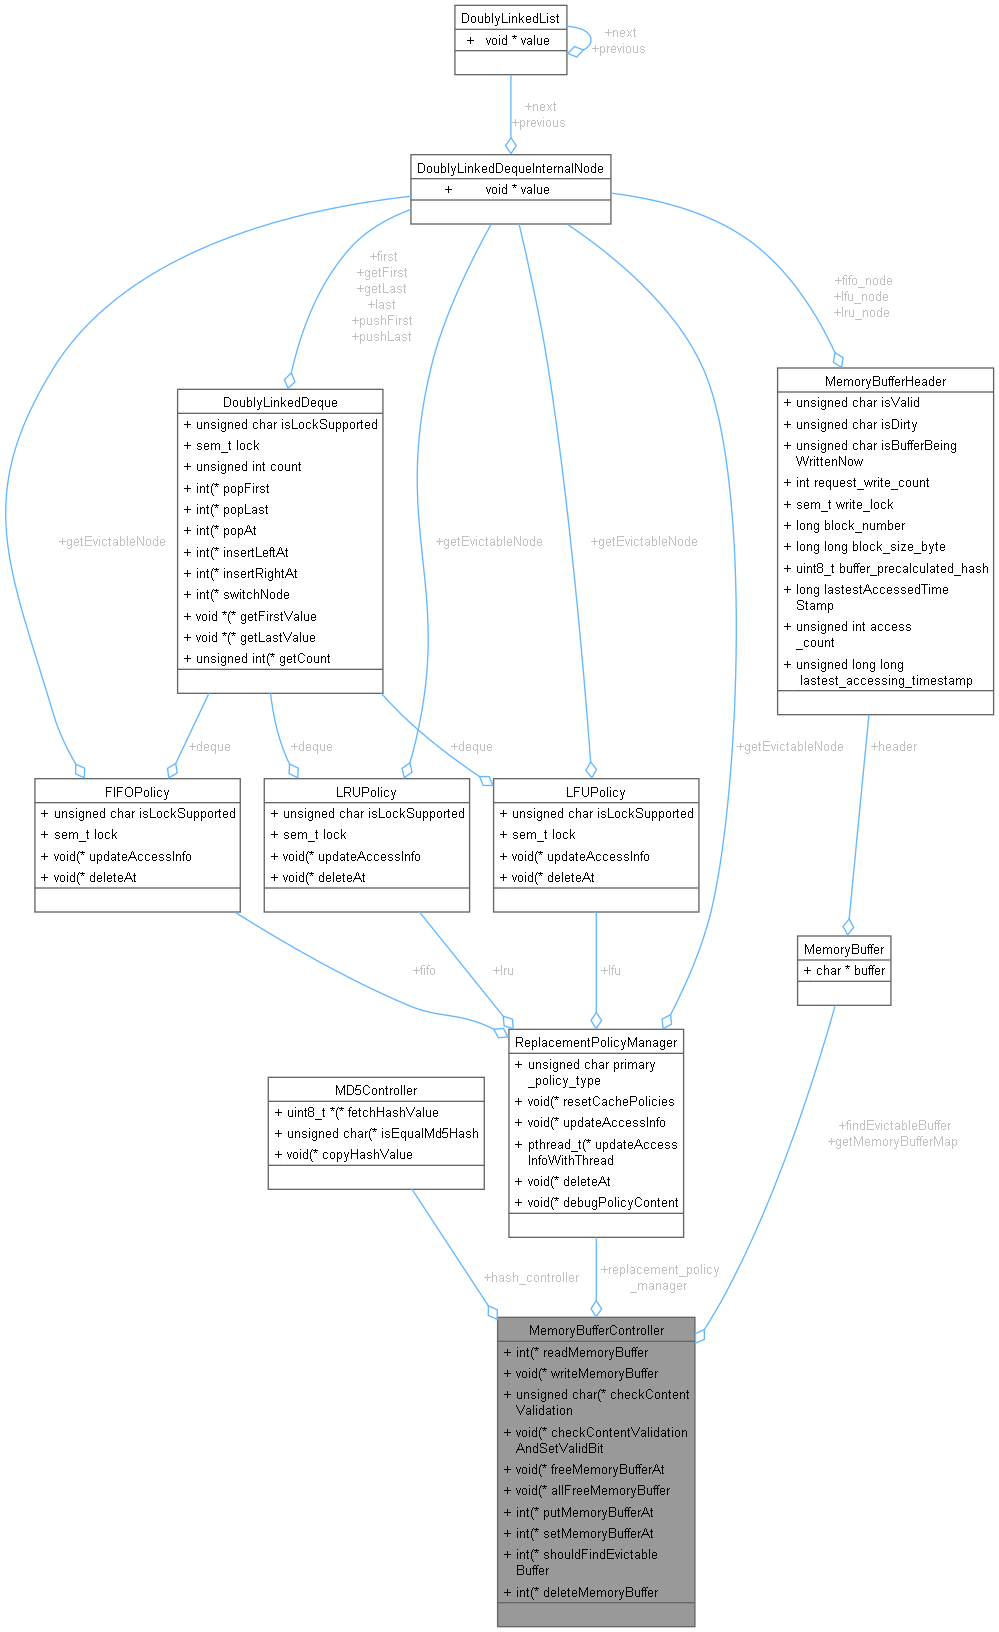 DoublyLinkedList
+ void * value
+next
+previous
+next
+previous
DoublyLinkedDequeInternalNode
+ void * value
+first
+getFirst
+getLast
+last
+pushFirst
+pushLast
+fifo_node
+lfu_node
+lru_node
DoublyLinkedDeque
+ unsigned char isLockSupported
+ sem_t lock
+ unsigned int count
+ int(* popFirst
+ int(* popLast
+ int(* popAt
+ int(* insertLeftAt
+ int(* insertRightAt
+ int(* switchNode
+ void *(* getFirstValue
+ void *(* getLastValue
+ unsigned int(* getCount
MemoryBufferHeader
+ unsigned char isValid
+ unsigned char isDirty
+ unsigned char isBufferBeing
WrittenNow
+ int request_write_count
+ sem_t write_lock
+ long block_number
+ long long block_size_byte
+ uint8_t buffer_precalculated_hash
+ long lastestAccessedTime
Stamp
+ unsigned int access
_count
+ unsigned long long
lastest_accessing_timestamp
+getEvictableNode
+getEvictableNode
+getEvictableNode
+getEvictableNode
+deque
+deque
+deque
+header
FIFOPolicy
+ unsigned char isLockSupported
+ sem_t lock
+ void(* updateAccessInfo
+ void(* deleteAt
LRUPolicy
+ unsigned char isLockSupported
+ sem_t lock
+ void(* updateAccessInfo
+ void(* deleteAt
LFUPolicy
+ unsigned char isLockSupported
+ sem_t lock
+ void(* updateAccessInfo
+ void(* deleteAt
MemoryBuffer
+ char * buffer
+fifo
+lru
+lfu
ReplacementPolicyManager
+ unsigned char primary
_policy_type
+ void(* resetCachePolicies
+ void(* updateAccessInfo
+ pthread_t(* updateAccess
InfoWithThread
+ void(* deleteAt
+ void(* debugPolicyContent
MD5Controller
+ uint8_t *(* fetchHashValue
+ unsigned char(* isEqualMd5Hash
+ void(* copyHashValue
+findEvictableBuffer
+getMemoryBufferMap
+hash_controller
+replacement_policy
_manager
MemoryBufferController
+ int(* readMemoryBuffer
+ void(* writeMemoryBuffer
+ unsigned char(* checkContent
Validation
+ void(* checkContentValidation
AndSetValidBit
+ void(* freeMemoryBufferAt
+ void(* allFreeMemoryBuffer
+ int(* putMemoryBufferAt
+ int(* setMemoryBufferAt
+ int(* shouldFindEvictable
Buffer
+ int(* deleteMemoryBuffer